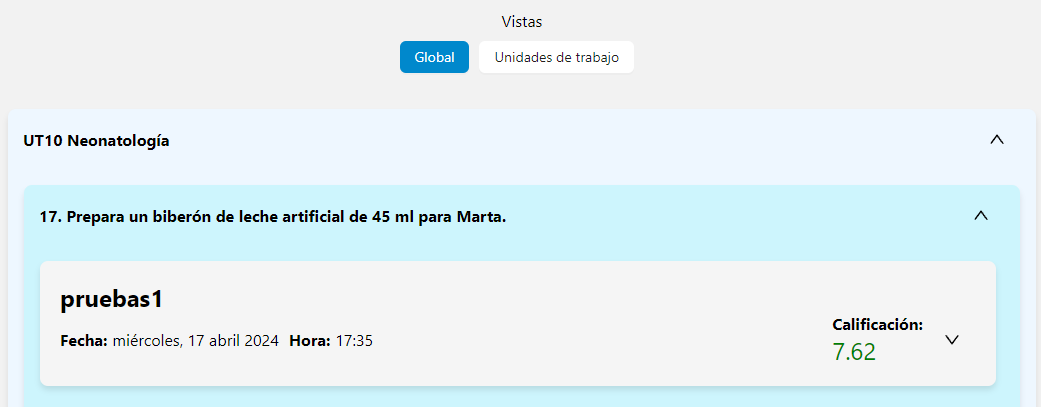 Vistas
Global Unidades de trabajo
UT10 Neonatología
17. Prepara un biberón de leche artificial de 45 ml para Marta.
pruebas1
Fecha: miércoles, 17 abril 2024 Hora: 17:35
Calificación:
7.62